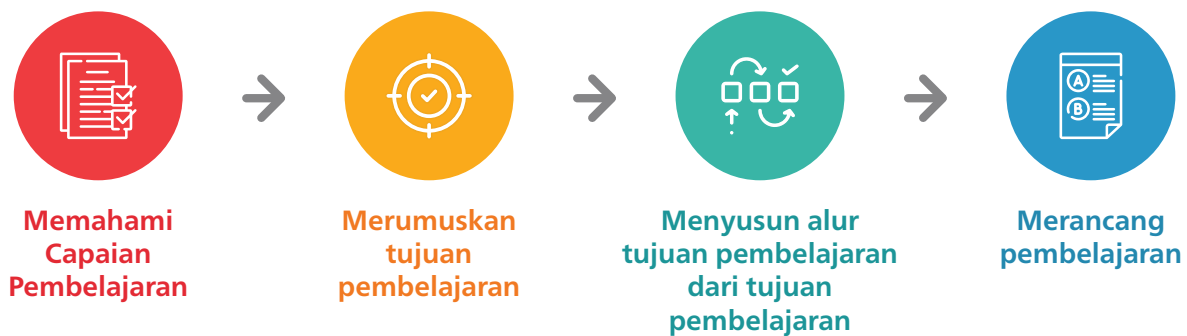 Memahami
Capaian
Pembelajaran
Merumuskan
tujuan
pembelajaran
Menyusun alur
tujuan pembelajaran
dari tujuan
pembelajaran
A
B
Merancang
pembelajaran